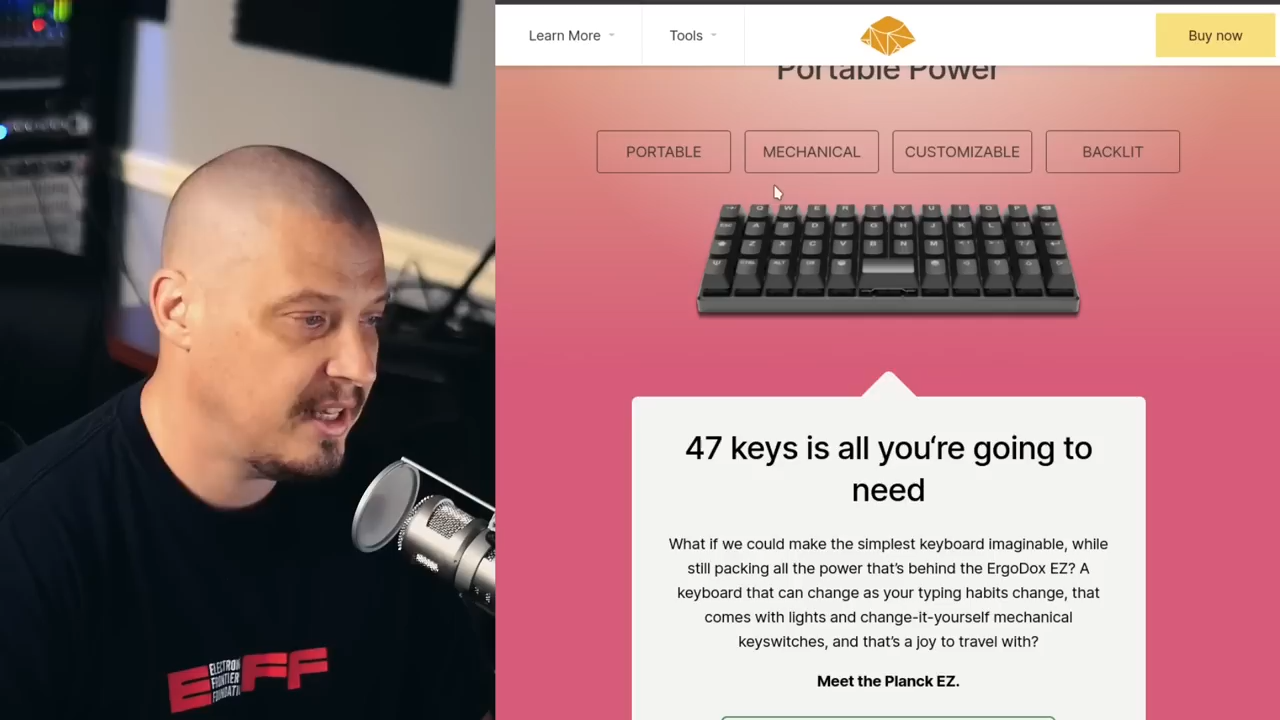 Learn More
Tools
Buy now
Portable Power
PORTABLE
MECHANICAL
CUSTOMIZABLE
BACKLIT
Q W E R T Y U I O P
A S D F G H J K L
Z X C V B N M
47 keys is all you‘re going to
need
What if we could make the simplest keyboard imaginable, while
still packing all the power that’s behind the ErgoDox EZ? A
keyboard that can change as your typing habits change, that
comes with lights and change-it-yourself mechanical
keyswitches, and that’s a joy to travel with?
Meet the Planck EZ.
EFF
ELECTRONIC
FRONTIER
FOUNDATION